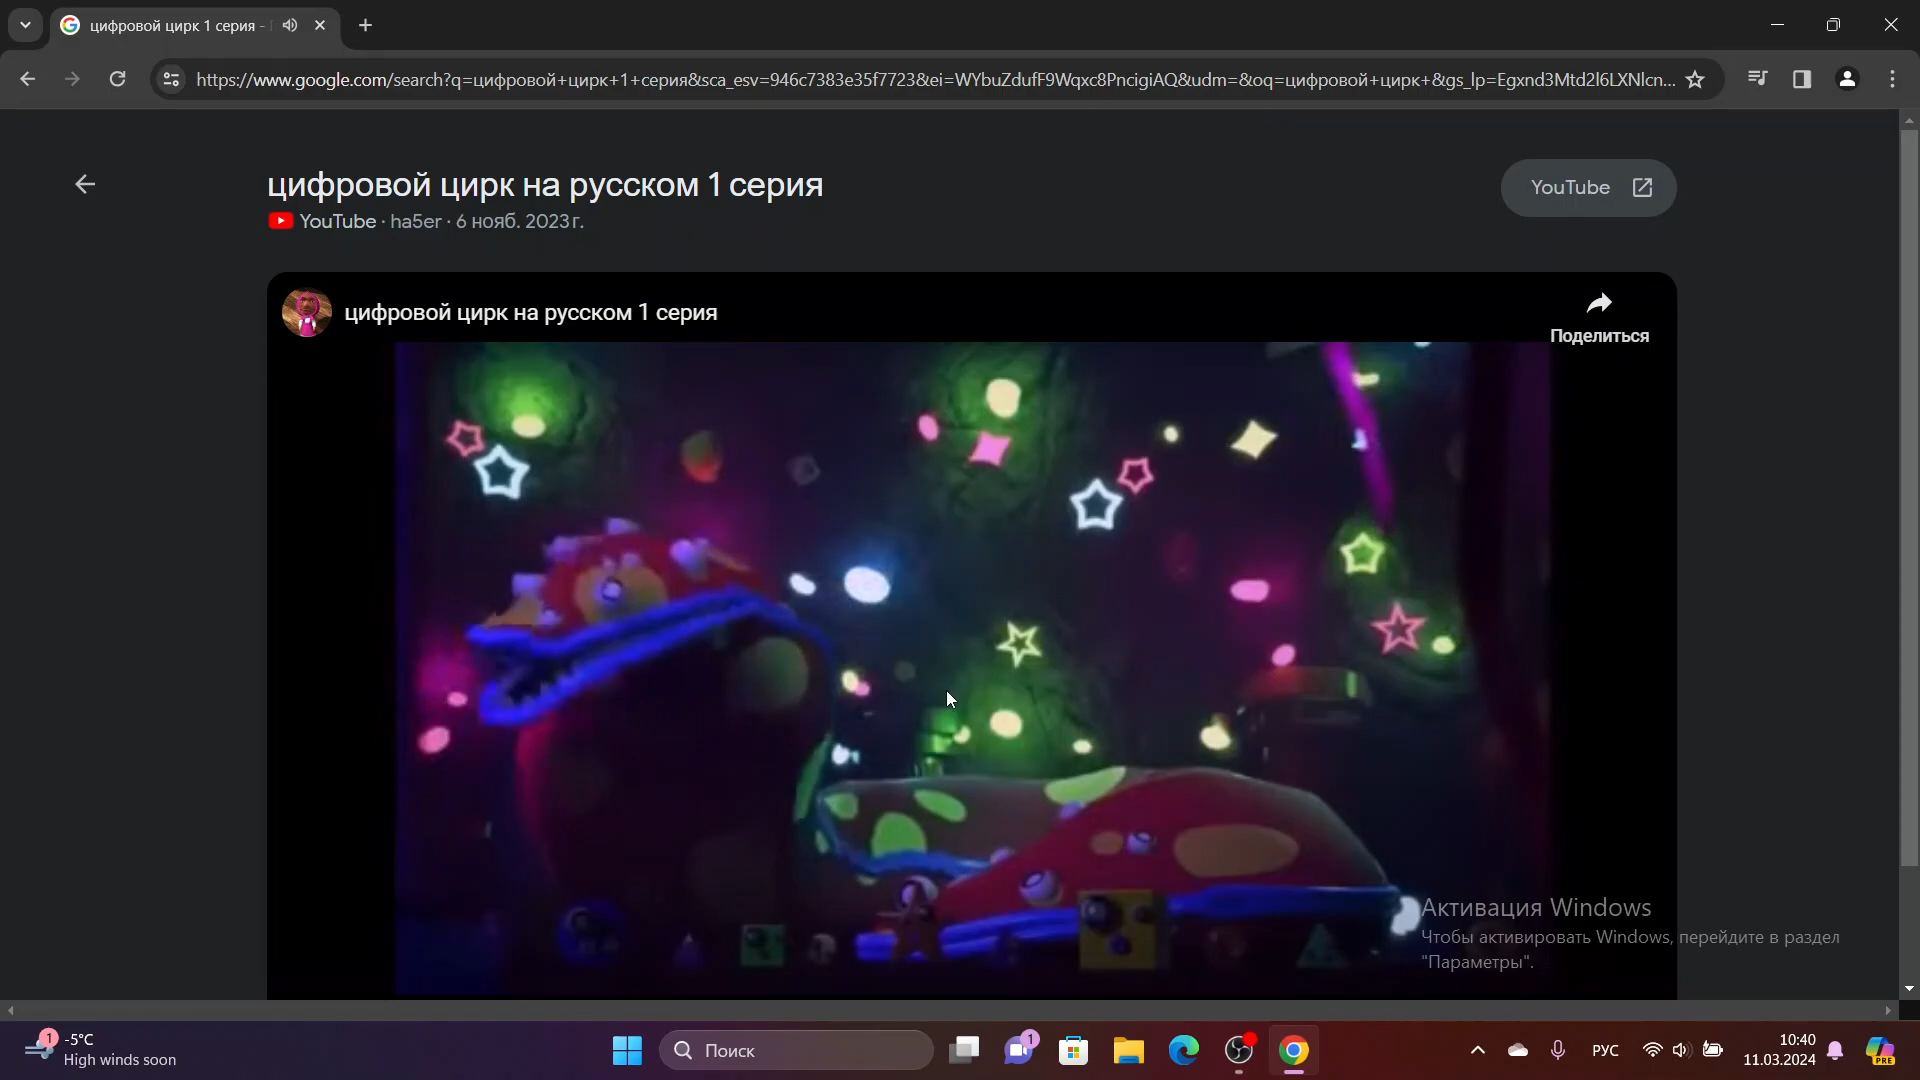 цифровой цирк 1 серия -
https://www.google.com/search?q=цифровой+цирк+1+серия&sca_esv=946c7383e35f7723&ei=WYbuZdufF9Wqxc8PncigiAQ&udm=&oq=цифровой+цирк+&gs_lp=Egxnd3Mtd2l6LXNlcn...
цифровой цирк на русском 1 серия
YouTube
YouTube · ha5er · 6 нояб. 2023 г.
цифровой цирк на русском 1 серия
Поделиться
Активация Windows
Чтобы активировать Windows, перейдите в раздел
"Параметры".
1
-5°C
High winds soon
Поиск
1
РУС
10:40
11.03.2024
PRE